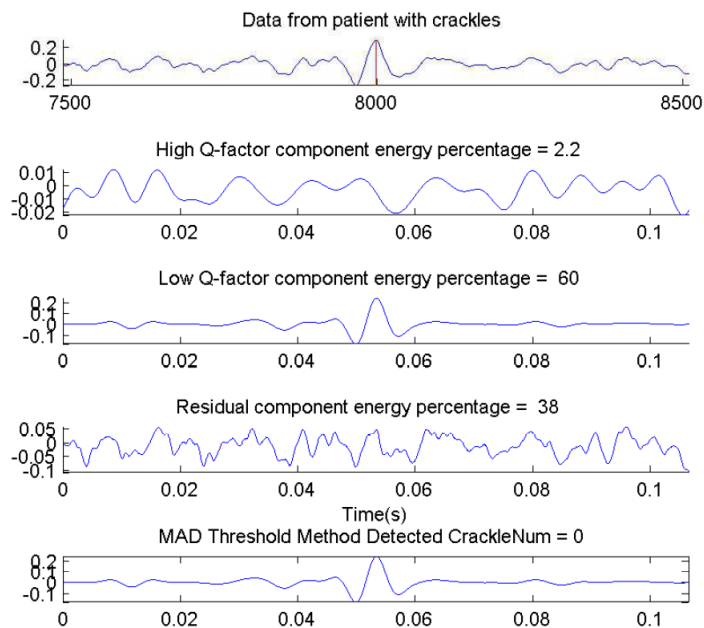 Data from patient with crackles
0.2
0
-0.2
7500 8000 8500
High Q-factor component energy percentage = 2.2
0.01
0
-0.01
-0.02
0 0.02 0.04 0.06 0.08 0.1
Low Q-factor component energy percentage = 60
0.2
0.1
0
-0.1
0 0.02 0.04 0.06 0.08 0.1
Residual component energy percentage = 38
0.05
0
-0.05
-0.1
0 0.02 0.04 0.06 0.08 0.1
Time(s)
MAD Threshold Method Detected CrackleNum = 0
0.2
0.1
0
-0.1
0 0.02 0.04 0.06 0.08 0.1